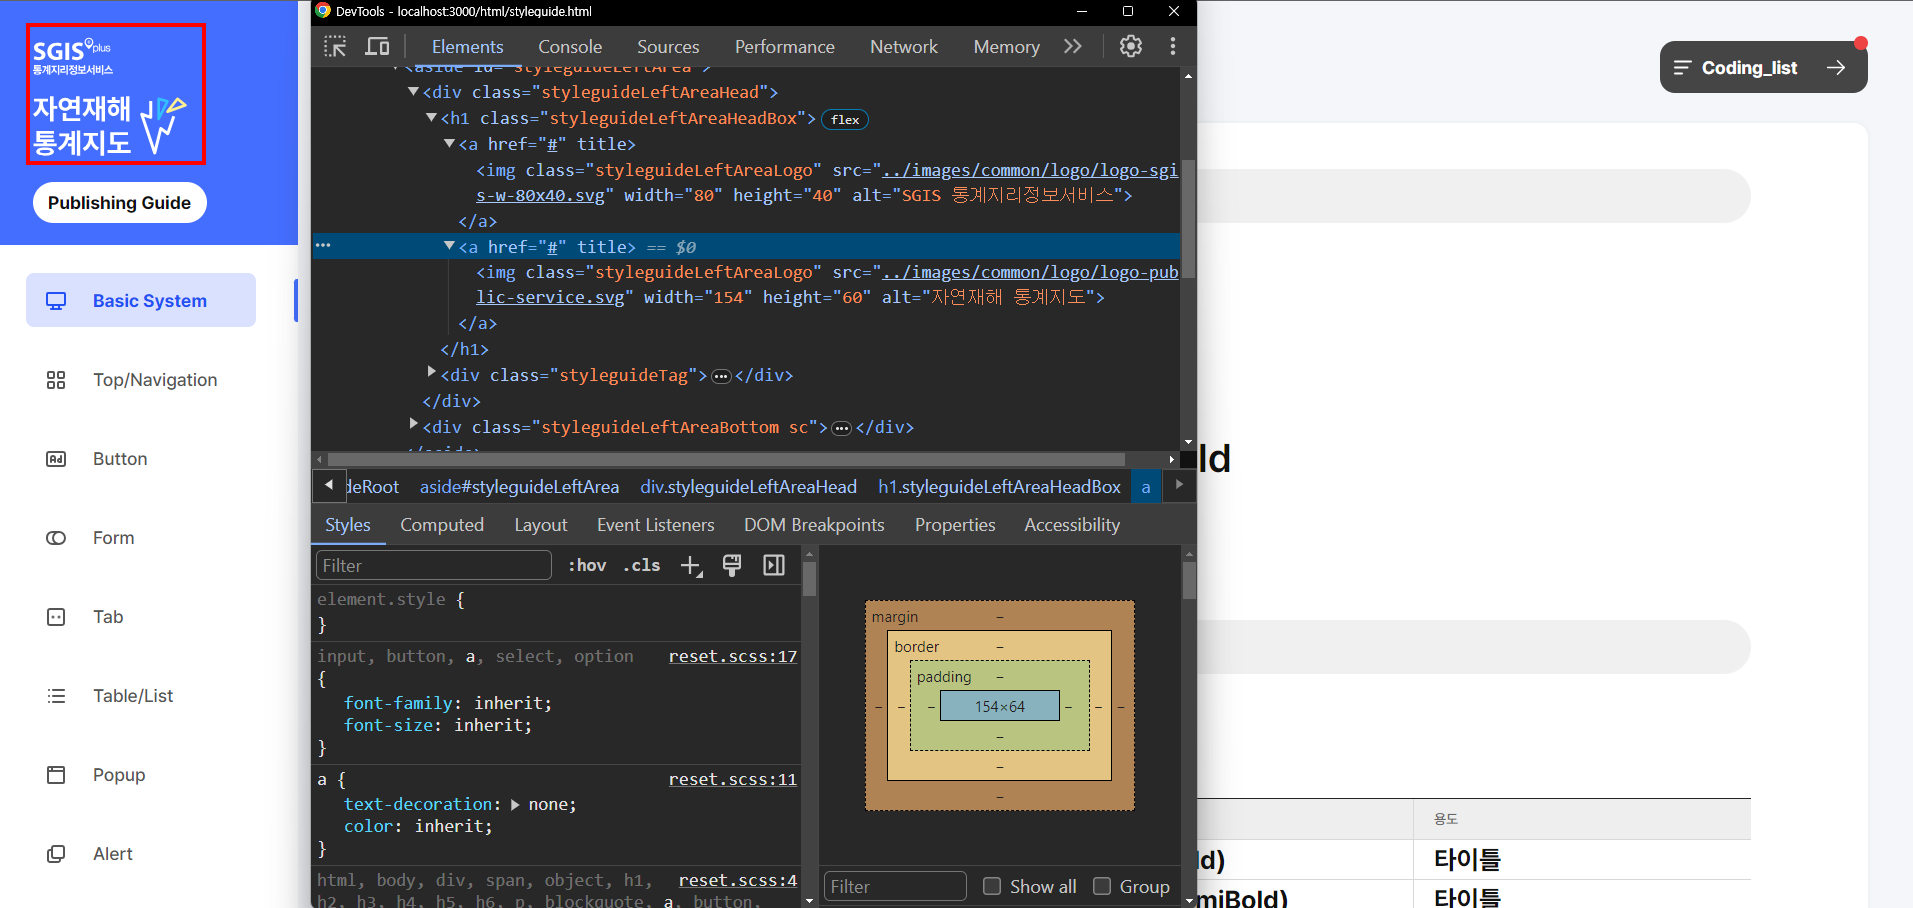 SGIS plus
통계지리정보서비스
자연재해
통계지도
Publishing Guide
Basic System
Top/Navigation
Button
Form
Tab
Table/List
Popup
Alert
DevTools - localhost:3000/html/styleguide.html
Elements Console Sources Performance Network Memory
<aside id="styleguideLeftArea">
<div class="styleguideLeftAreaHead">
<h1 class="styleguideLeftAreaHeadBox"> flex
<a href="#" title>
<img class="styleguideLeftAreaLogo" src="../images/common/logo/logo-sgi
s-w-80x40.svg" width="80" height="40" alt="SGIS 통계지리정보서비스">
</a>
<a href="#" title> == $0
<img class="styleguideLeftAreaLogo" src="../images/common/logo/logo-pub
lic-service.svg" width="154" height="60" alt="자연재해 통계지도">
</a>
</h1>
<div class="styleguideTag">…</div>
</div>
<div class="styleguideLeftAreaBottom sc">…</div>
</aside>
deRoot aside#styleguideLeftArea div.styleguideLeftAreaHead h1.styleguideLeftAreaHeadBox a
Styles Computed Layout Event Listeners DOM Breakpoints Properties Accessibility
Filter :hov .cls
element.style {
}
input, button, a, select, option reset.scss:17
{
font-family: inherit;
font-size: inherit;
}
a { reset.scss:11
text-decoration: none;
color: inherit;
}
html, body, div, span, object, h1, reset.scss:4
h2, h3, h4, h5, h6, p, blockquote, a, button,
margin –
border –
padding –
– – – 154×64 – – –
–
–
–
Filter Show all Group
Coding_list
ld
용도
ld) 타이틀
miBold) 타이틀